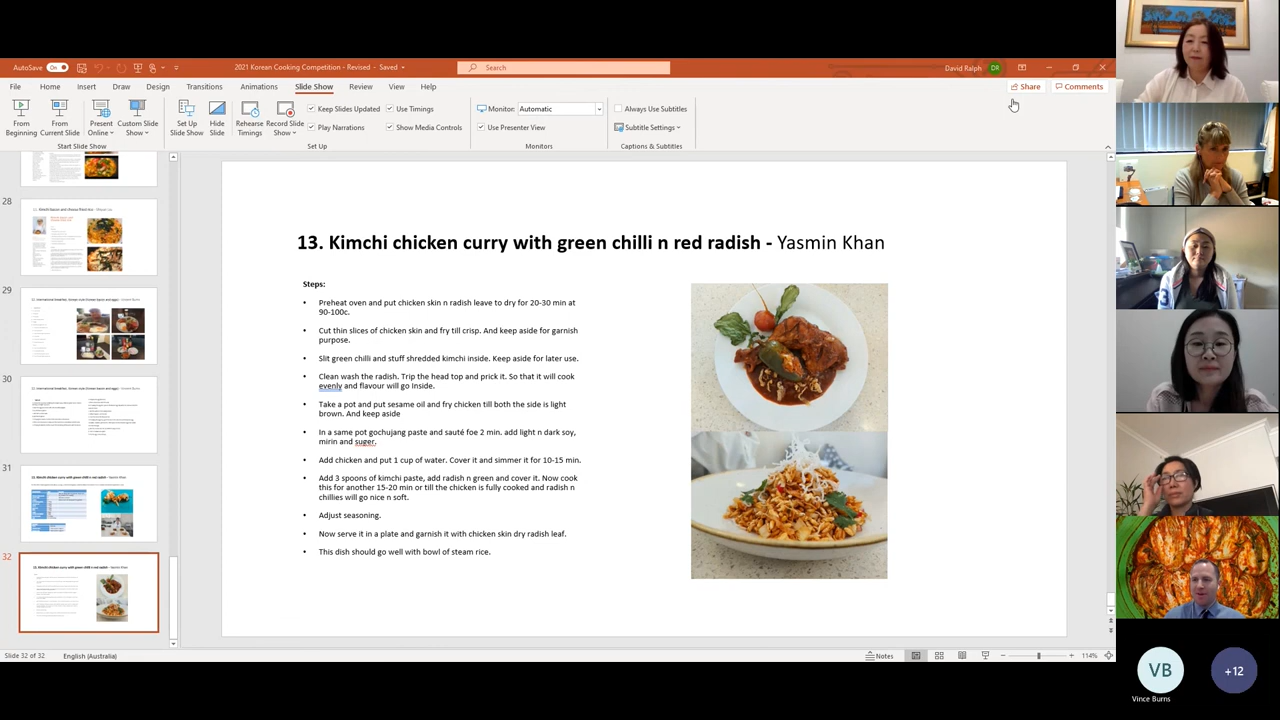 AutoSave On
2021 Korean Cooking Competition - Revised - Saved
Search
David Ralph DR
File Home Insert Draw Design Transitions Animations Slide Show Review View Help
Share Comments
From Beginning
From Current Slide
Present Online
Custom Slide Show
Start Slide Show
Set Up Slide Show
Hide Slide
Rehearse Timings
Record Slide Show
Keep Slides Updated
Use Timings
Play Narrations
Show Media Controls
Set Up
Monitor: Automatic
Use Presenter View
Monitors
Always Use Subtitles
Subtitle Settings
Captions & Subtitles
28
29
30
31
32
13. Kimchi chicken curry with green chilli n red radish - Yasmin Khan
Steps:
• Preheat oven and put chicken skin n radish leave to dry for 20-30 min at
90-100c.
• Cut thin slices of chicken skin and fry till crisp. And keep aside for garnish
purpose.
• Slit green chilli and stuff shredded kimchi inside. Keep aside for later use.
• Clean wash the radish. Trip the head top and prick it. So that it will cook
evenly and flavour will go Inside.
• Take a pot and put sesame oil and fry chicken till both the side is light
brown. And keep aside
• In a same pot gochujang paste and sauté foe 2 min. add light n dark soy,
mirin and suger.
• Add chicken and put 1 cup of water. Cover it and simmer it for 10-15 min.
• Add 3 spoons of kimchi paste, add radish n green and cover it. Now cook
this for another 15-20 min or till the chicken is fully cooked and radish n
chillies will go nice n soft.
• Adjust seasoning.
• Now serve it in a plate and garnish it with chicken skin dry radish leaf.
• This dish should go well with bowl of steam rice.
Slide 32 of 32
English (Australia)
Notes
114%
VB
Vince Burns
+12